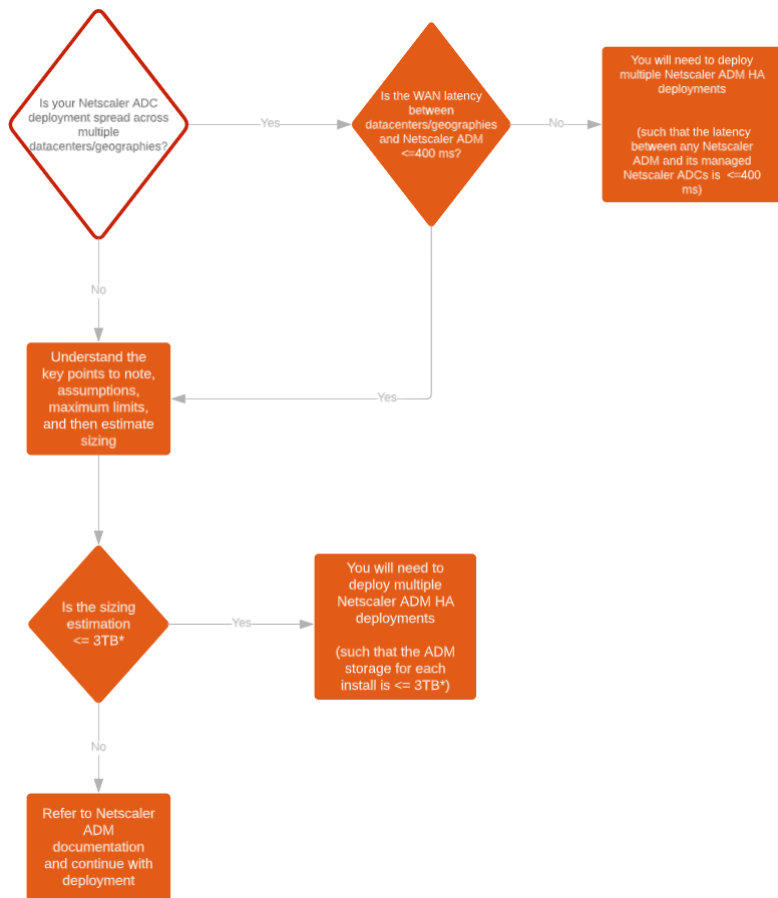 Is your Netscaler ADC
deployment spread across
multiple
datacenters/geographies?
Yes
Is the WAN latency
between
datacenters/geographies
and Netscaler ADM
<=400 ms?
No
You will need to deploy
multiple Netscaler ADM HA
deployments
(such that the latency
between any Netscaler
ADM and its managed
Netscaler ADCs is <=400
ms)
No
Yes
Understand the
key points to note,
assumptions,
maximum limits,
and then estimate
sizing
Is the sizing
estimation
<= 3TB*
Yes
You will need to
deploy multiple
Netscaler ADM HA
deployments
(such that the ADM
storage for each
install is <= 3TB*)
No
Refer to Netscaler
ADM
documentation
and continue with
deployment